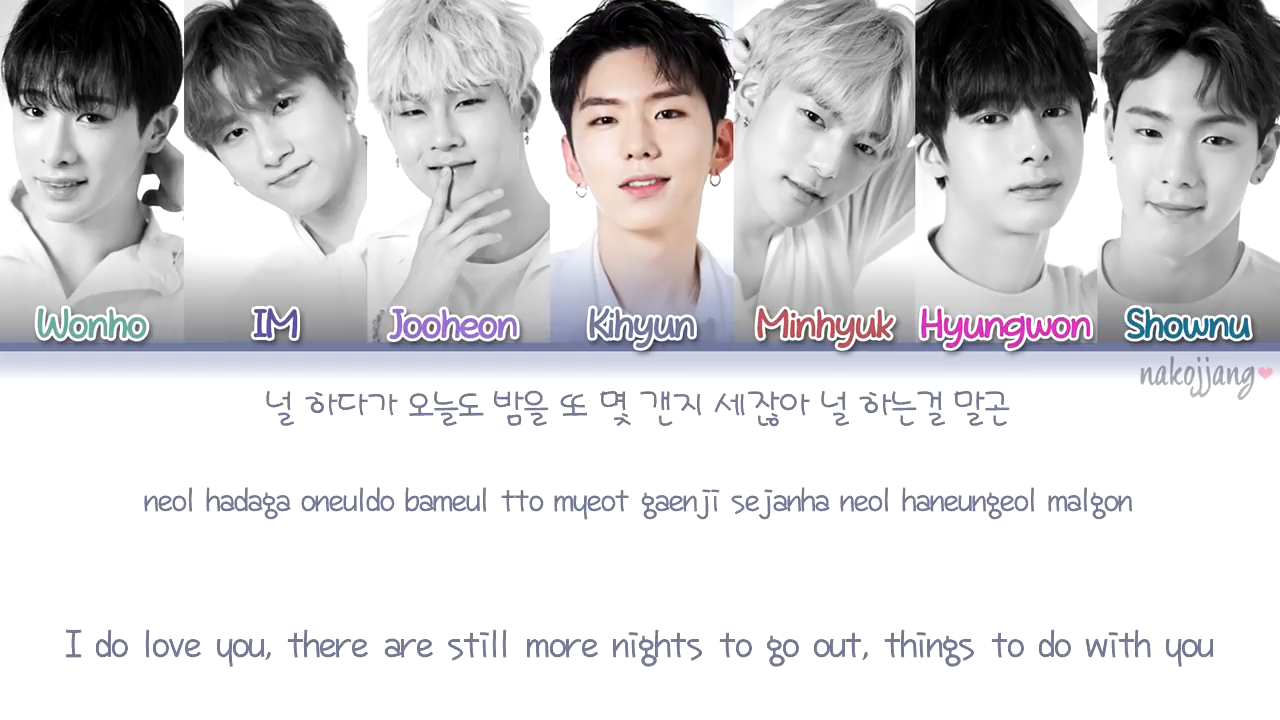 Wonho IM Jooheon Kihyun Minhyuk Hyungwon Shownu
nakojjang
널 하다가 오늘도 밤을 또 몇 갠지 세잖아 널 하는걸 말곤
neol hadaga oneuldo bameul tto myeot gaenji sejanha neol haneungeol malgon
I do love you, there are still more nights to go out, things to do with you